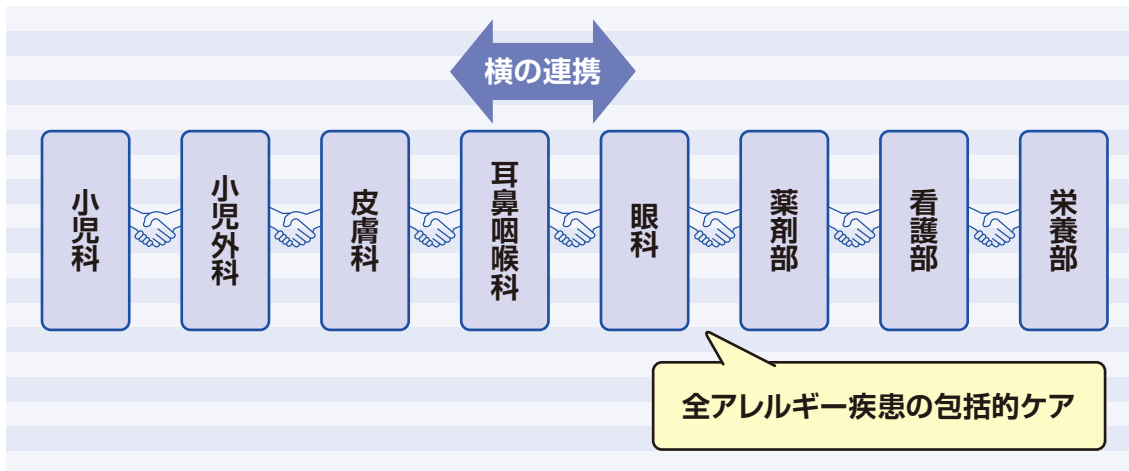 横の連携
小児科
小児外科
皮膚科
耳鼻咽喉科
眼科
薬剤部
看護部
栄養部
全アレルギー疾患の包括的ケア